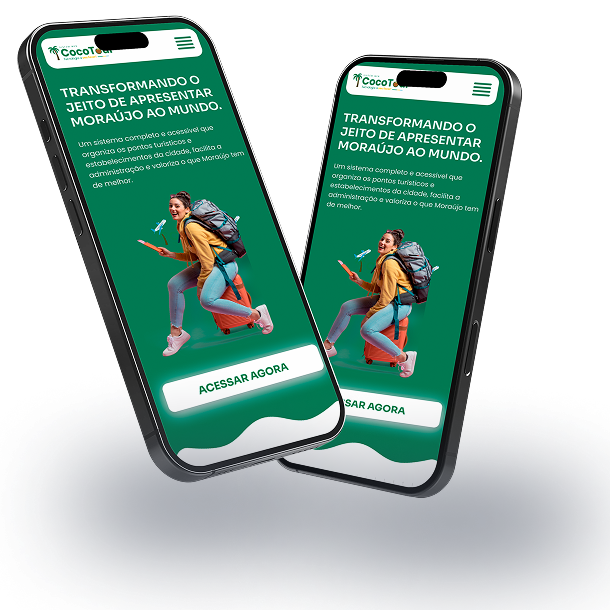 CocoTour
TRANSFORMANDO O
JEITO DE APRESENTAR
MORAÚJO AO MUNDO.
Um sistema completo e acessível que
organiza os pontos turísticos e
estabelecimentos da cidade, facilita a
administração e valoriza o que Moraújo tem
de melhor.
ACESSAR AGORA
CocoTour
TRANSFORMANDO O
JEITO DE APRESENTAR
MORAÚJO AO MUNDO.
Um sistema completo e acessível que
organiza os pontos turísticos e
estabelecimentos da cidade, facilita a
administração e valoriza o que Moraújo tem
de melhor.
SAR AGORA